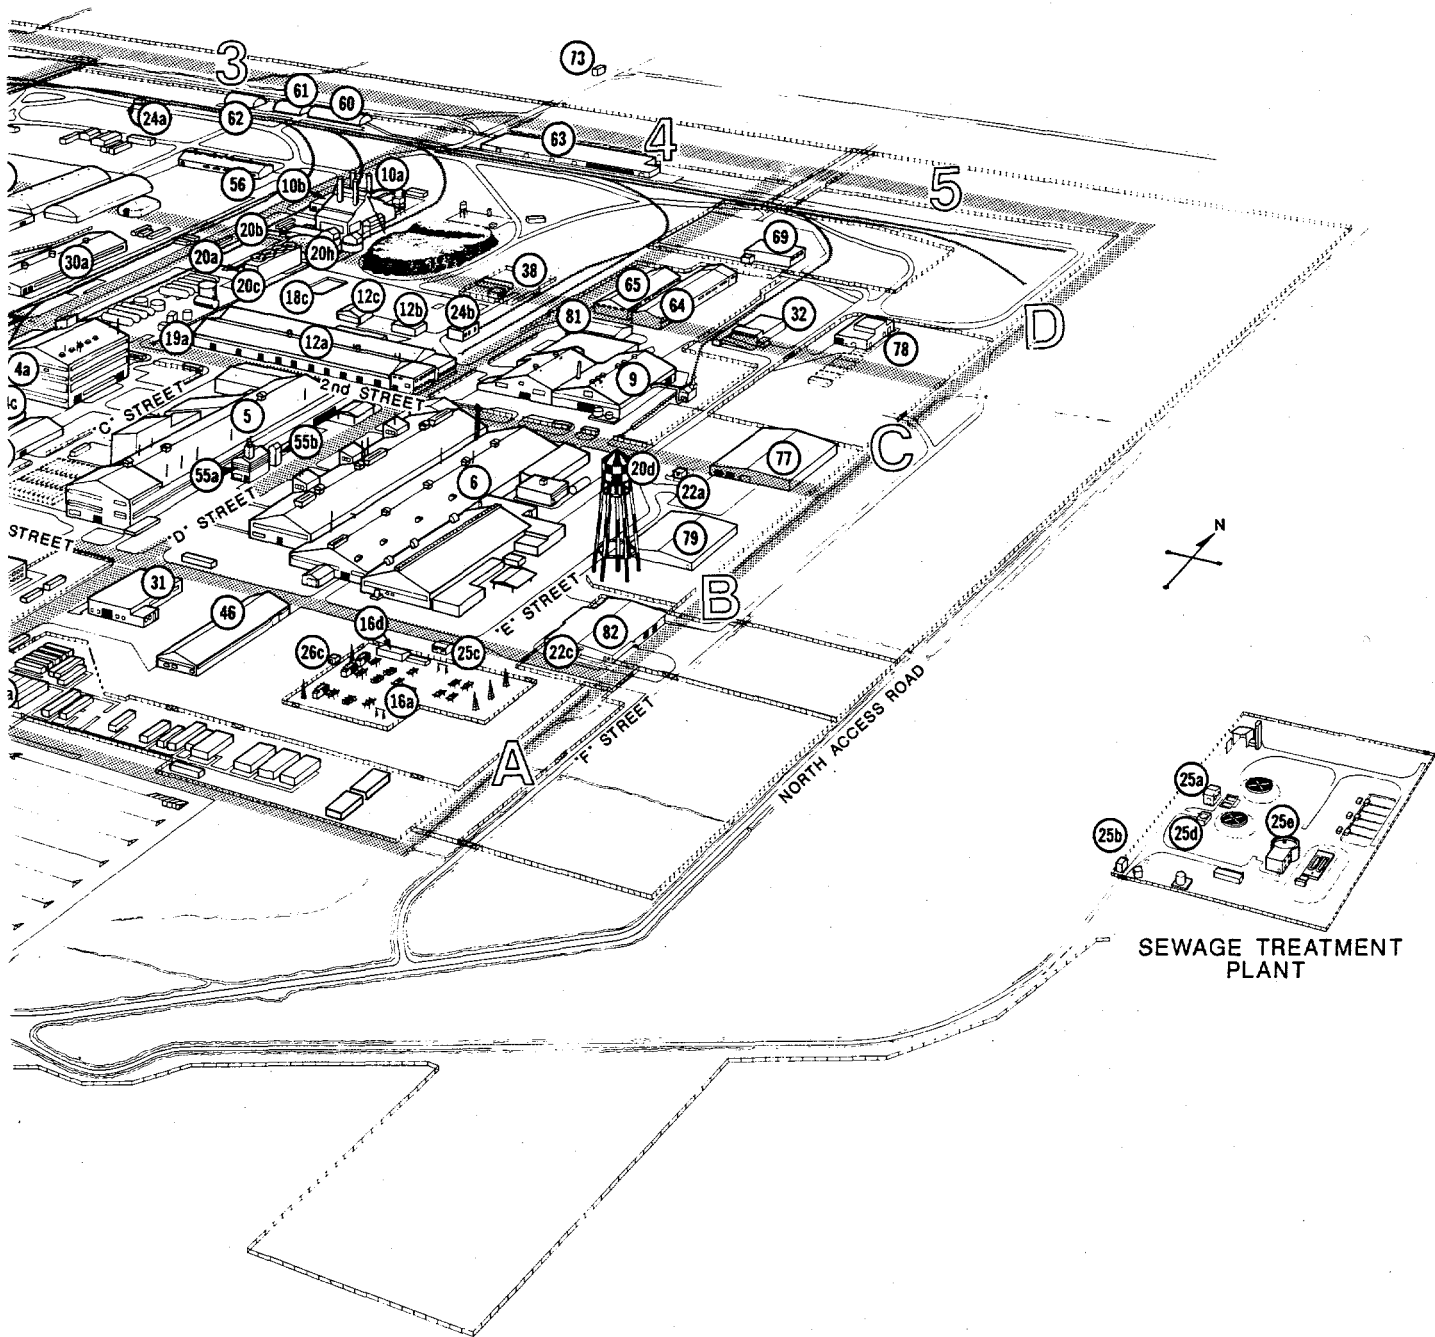 73
3
61
60
62
24a
63
4
56
10b
10a
5
20b
69
30a
20a
20h
38
20c
18c
12c
65
12b
24b
64
81
32
19a
12a
D
78
4a
9
2nd STREET
"C" STREET
5
55b
C
77
55a
20d
6
22a
"D" STREET
N
STREET
79
31
B
"E" STREET
46
16d
82
26c
25c
22c
16a
NORTH ACCESS ROAD
"F" STREET
A
25a
25b
25d
25e
SEWAGE TREATMENT
PLANT